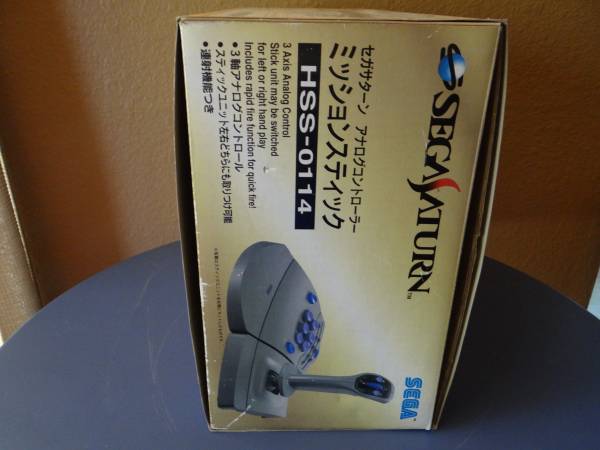 SEGA SATURN™
セガサターン アナログコントローラー
ミッションスティック
HSS-0114
3 Axis Analog Control
Stick unit may be switched
for left or right hand play
Includes rapid fire function for quick fire!
•3軸アナログコントロール
•スティックユニット左右どちらにも取りつけ可能
•連射機能つき
SEGA